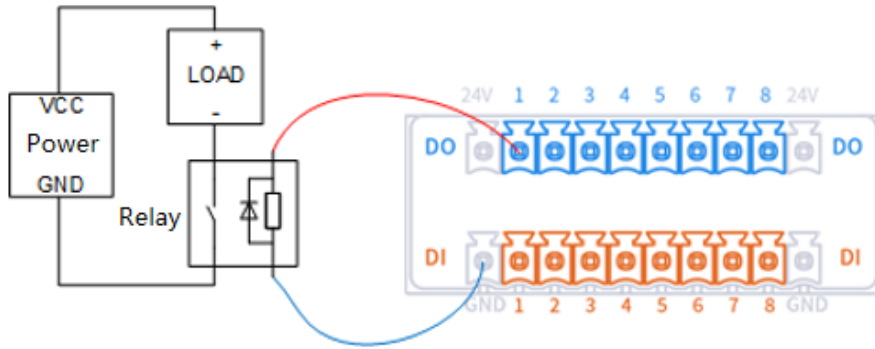 +
LOAD
-
VCC
Power
GND
Relay
24V 1 2 3 4 5 6 7 8 24V
DO DO
DI DI
GND 1 2 3 4 5 6 7 8 GND